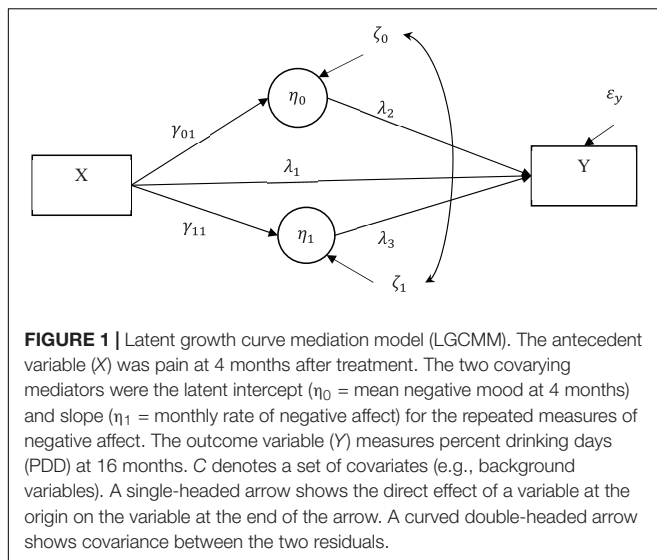 ζ₀
η₀
λ₂
ε_y
γ₀₁
X
λ₁
Y
γ₁₁
η₁
λ₃
ζ₁
FIGURE 1 | Latent growth curve mediation model (LGCMM). The antecedent
variable (X) was pain at 4 months after treatment. The two covarying
mediators were the latent intercept (η₀ = mean negative mood at 4 months)
and slope (η₁ = monthly rate of negative affect) for the repeated measures of
negative affect. The outcome variable (Y) measures percent drinking days
(PDD) at 16 months. C denotes a set of covariates (e.g., background
variables). A single-headed arrow shows the direct effect of a variable at the
origin on the variable at the end of the arrow. A curved double-headed arrow
shows covariance between the two residuals.